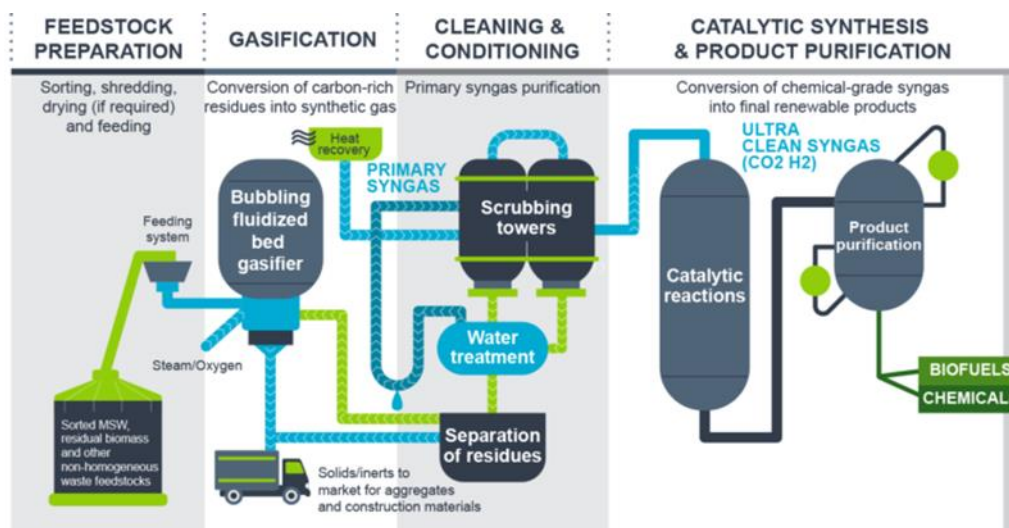 FEEDSTOCK
PREPARATION
GASIFICATION
CLEANING &
CONDITIONING
CATALYTIC SYNTHESIS
& PRODUCT PURIFICATION
Sorting, shredding,
drying (if required)
and feeding
Conversion of carbon-rich
residues into synthetic gas
Primary syngas purification
Conversion of chemical-grade syngas
into final renewable products
Heat
recovery
PRIMARY
SYNGAS
ULTRA
CLEAN SYNGAS
(CO2 H2)
Bubbling
fluidized
bed
gasifier
Scrubbing
towers
Feeding
system
Product
purification
Catalytic
reactions
Water
treatment
Steam/Oxygen
BIOFUELS
CHEMICAL
Sorted MSW,
residual biomass
and other
non-homogeneous
waste feedstocks
Separation
of residues
Solids/inerts to
market for aggregates
and construction materials